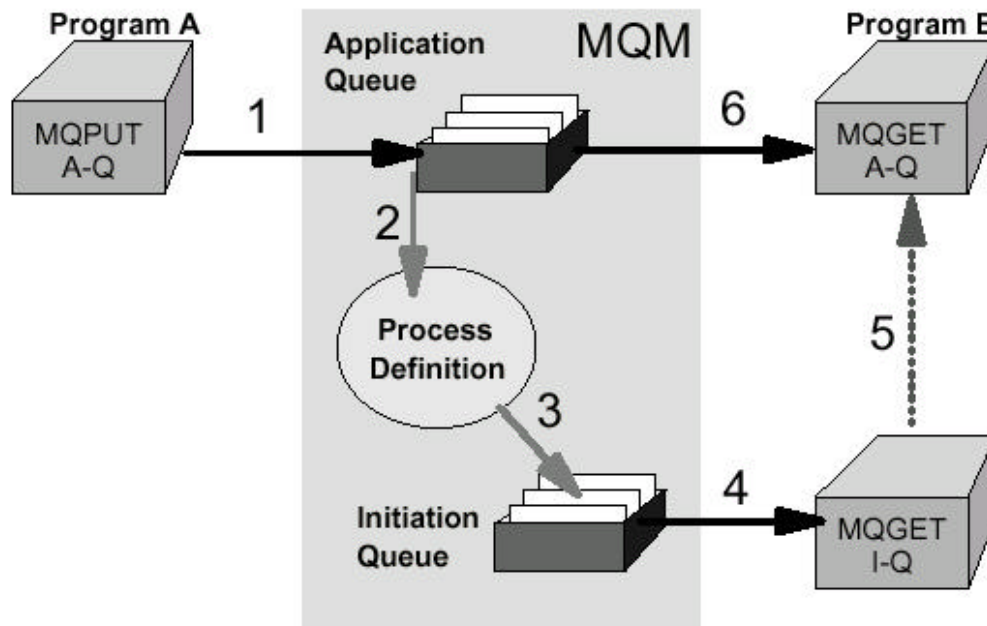 Program A
Application
Queue
MQM
Program B
MQPUT
A-Q
1
6
MQGET
A-Q
2
Process
Definition
5
3
Initiation
Queue
4
MQGET
I-Q